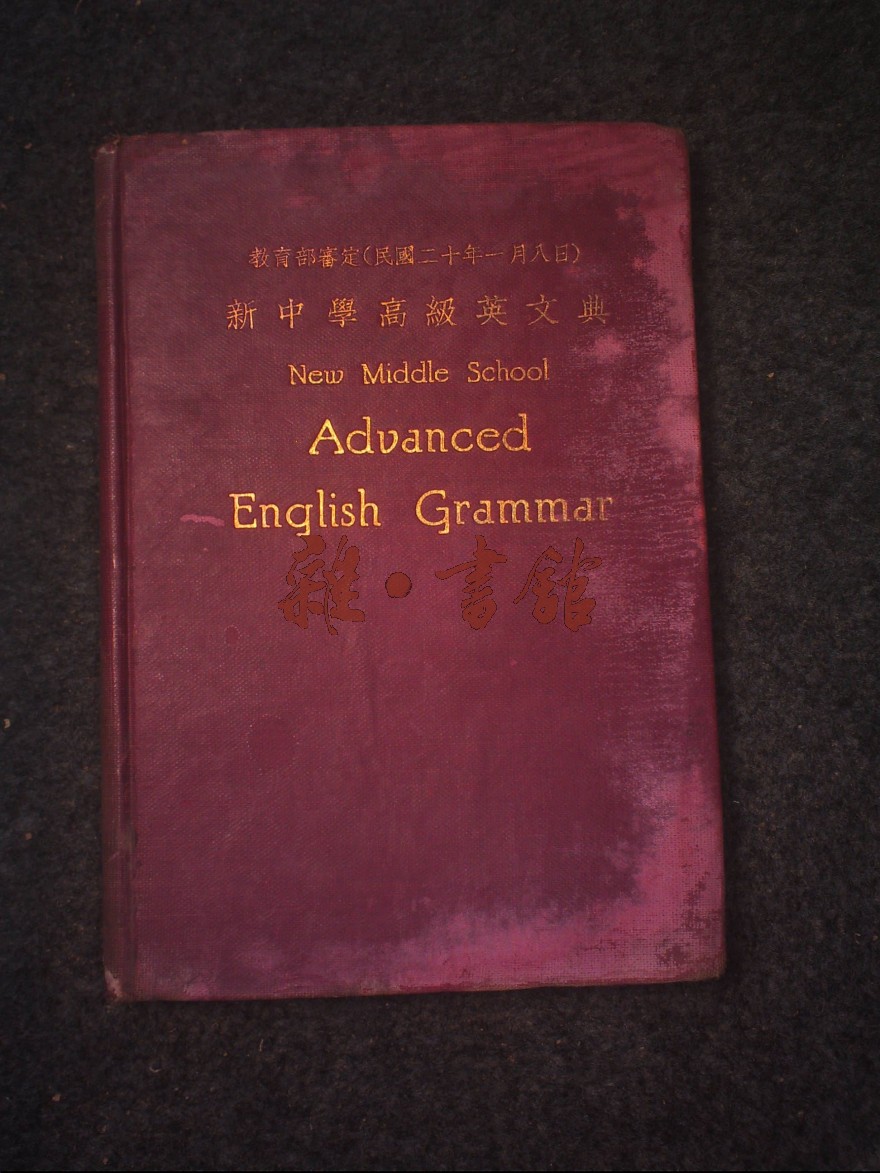 教育部審定(民國二十年一月八日)
新中學高級英文典
New Middle School
Advanced
English Grammar
雜·書館